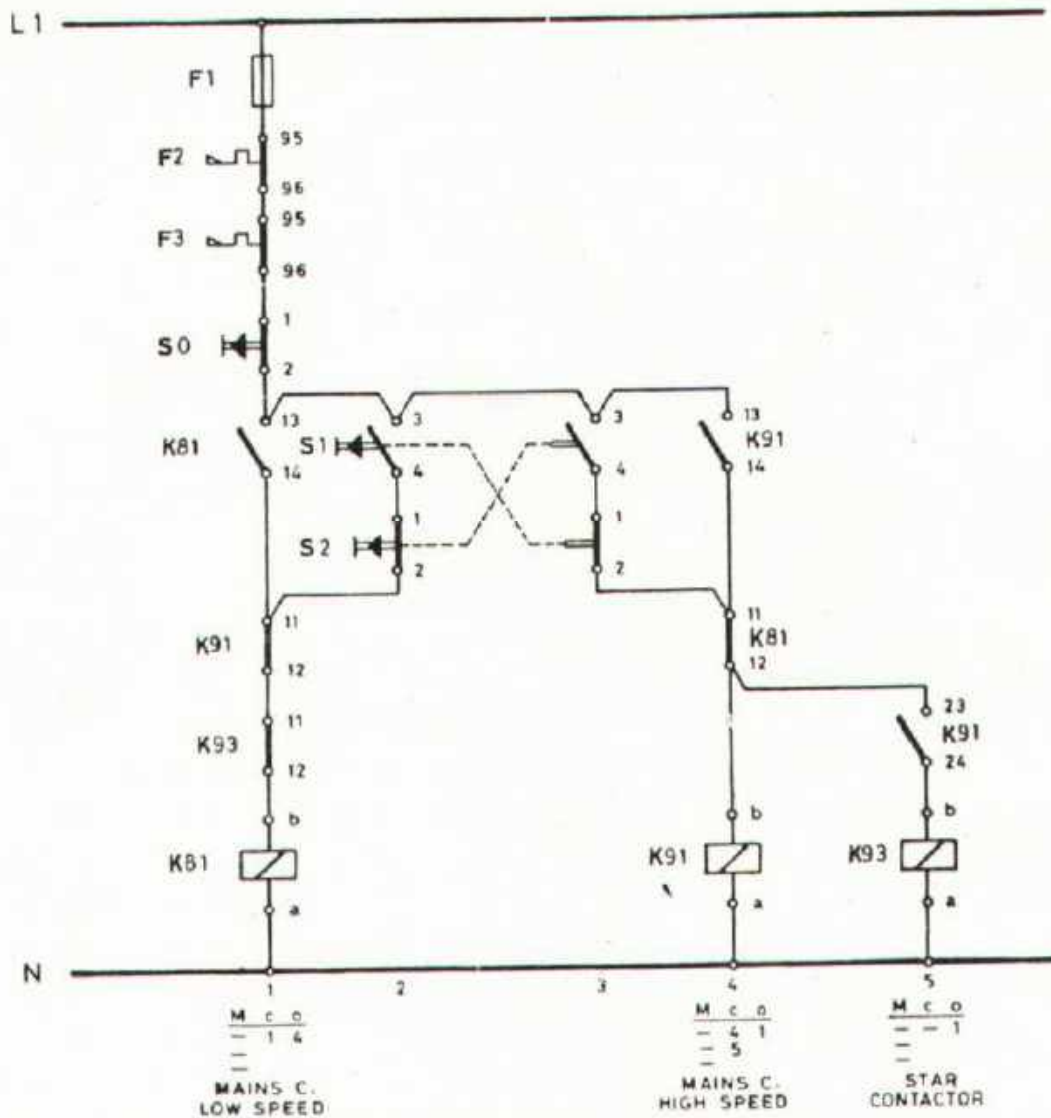 L1
F1
95
F2
96
95
F3
96
1
S0
2
13 3 3 13
K81 S1 K91
14 4 4 14
1 1
S2
2 2
11 11
K91 K81
12 12
11 23
K93 K91
12 24
b b b
K81 K91 K93
a a a
N
1 2 3 4 5
M c o M c o M c o
– 1 4 – 4 1 – – 1
– – 5 –
– – –
MAINS C. MAINS C. STAR
LOW SPEED HIGH SPEED CONTACTOR